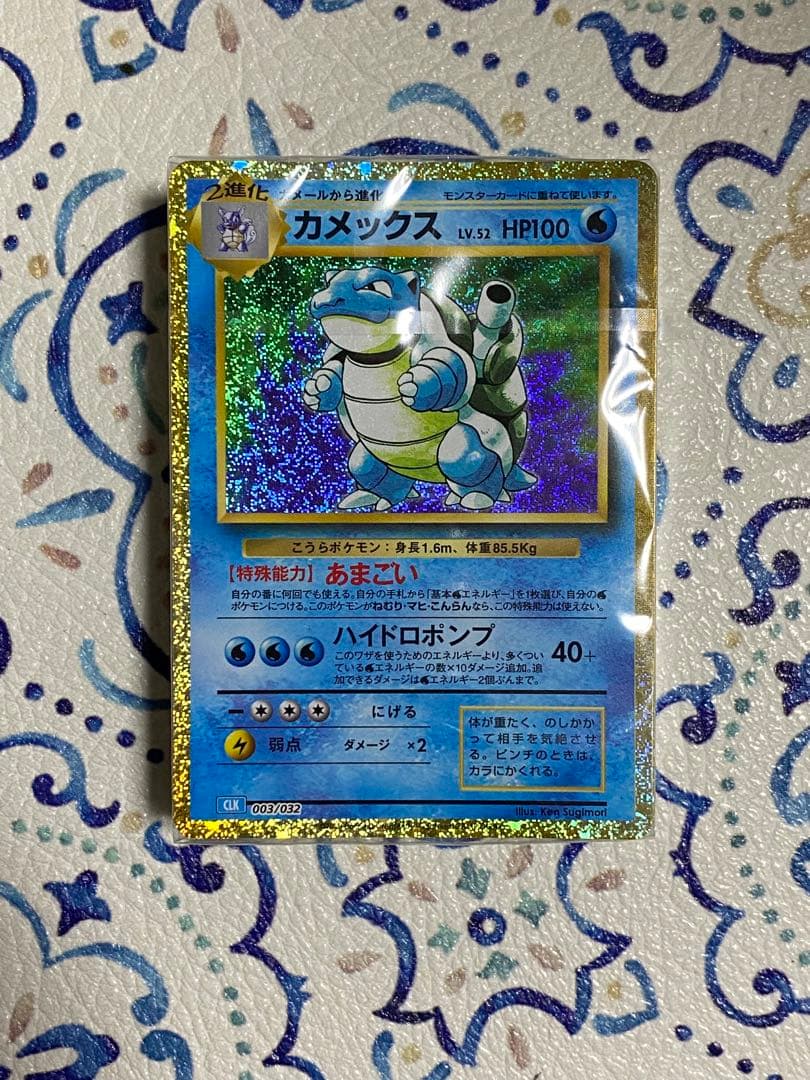 2進化
カメールから進化
モンスターカードに重ねて使います。
カメックス LV.52 HP100
こうらポケモン：身長1.6m、体重85.5Kg
【特殊能力】あまごい
自分の番に何回でも使える。自分の手札から「基本エネルギー」を1枚選び、自分の
ポケモンにつける。このポケモンがねむり・マヒ・こんらんなら、この特殊能力は使えない。
ハイドロポンプ 40+
このワザを使うためのエネルギーより、多くつい
ているエネルギーの数×10ダメージ追加。追
加できるダメージはエネルギー2個ぶんまで。
ー にげる
弱点 ダメージ ×2
体が重たく、のしかか
って相手を気絶させ
る。ピンチのときは、
カラにかくれる。
CLK 003/032
Illus. Ken Sugimori